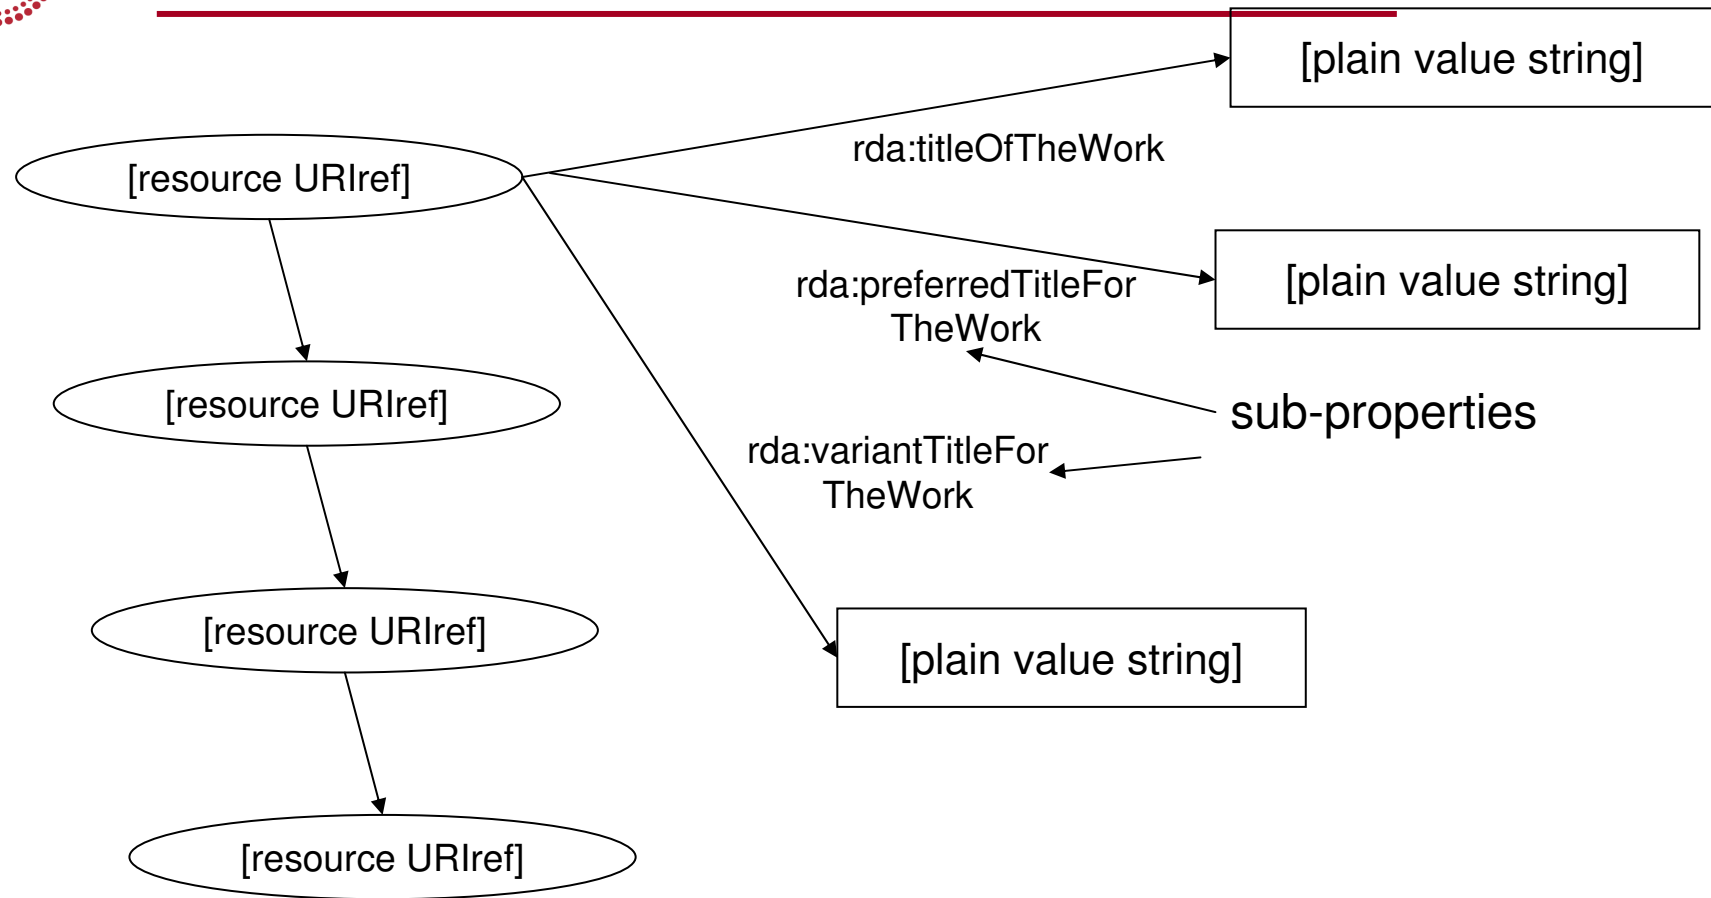 [plain value string]
rda:titleOfTheWork
[resource URIref]
[plain value string]
rda:preferredTitleFor
TheWork
[resource URIref]
sub-properties
rda:variantTitleFor
TheWork
[resource URIref]
[plain value string]
[resource URIref]